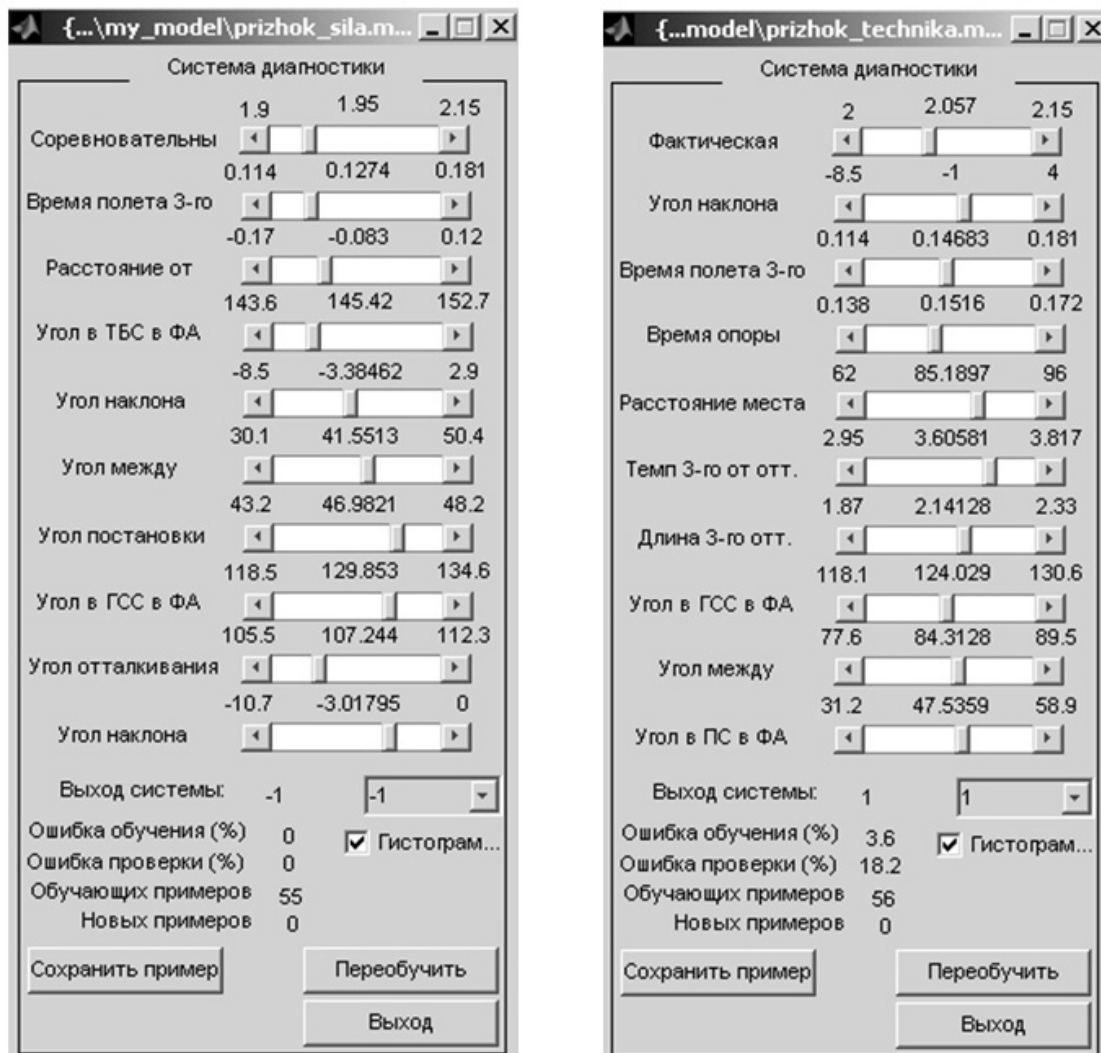 {...\my_model\prizhok_sila.m...
Система диагностики
1.9 1.95 2.15
Соревновательны
0.114 0.1274 0.181
Время полета 3-го
-0.17 -0.083 0.12
Расстояние от
143.6 145.42 152.7
Угол в ТБС в ФА
-8.5 -3.38462 2.9
Угол наклона
30.1 41.5513 50.4
Угол между
43.2 46.9821 48.2
Угол постановки
118.5 129.853 134.6
Угол в ГСС в ФА
105.5 107.244 112.3
Угол отталкивания
-10.7 -3.01795 0
Угол наклона
Выход системы: -1 -1
Ошибка обучения (%) 0
Гистограм...
Ошибка проверки (%) 0
Обучающих примеров 55
Новых примеров 0
Сохранить пример Переобучить
Выход
{...model\prizhok_technika.m...
Система диагностики
2 2.057 2.15
Фактическая
-8.5 -1 4
Угол наклона
0.114 0.14683 0.181
Время полета 3-го
0.138 0.1516 0.172
Время опоры
62 85.1897 96
Расстояние места
2.95 3.60581 3.817
Темп 3-го от отт.
1.87 2.14128 2.33
Длина 3-го отт.
118.1 124.029 130.6
Угол в ГСС в ФА
77.6 84.3128 89.5
Угол между
31.2 47.5359 58.9
Угол в ПС в ФА
Выход системы: 1 1
Ошибка обучения (%) 3.6
Гистограм...
Ошибка проверки (%) 18.2
Обучающих примеров 56
Новых примеров 0
Сохранить пример Переобучить
Выход